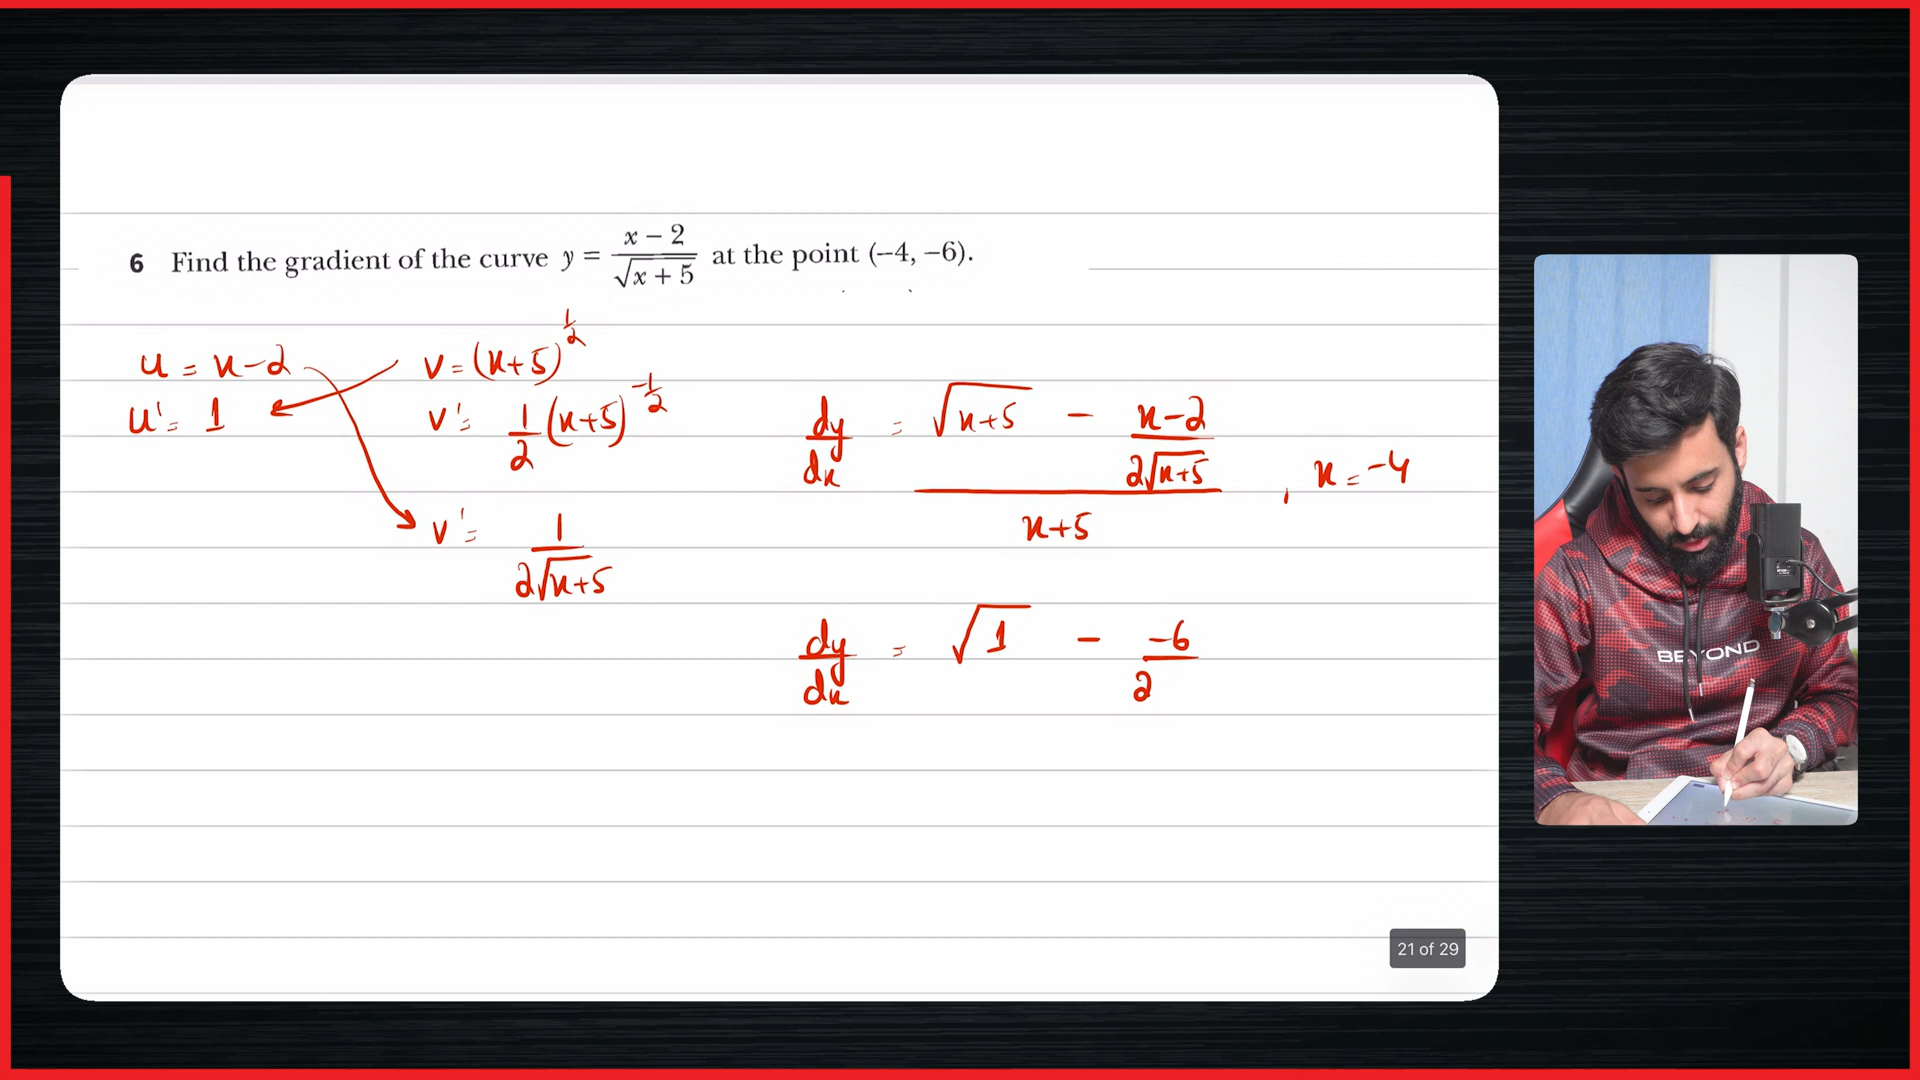 6 Find the gradient of the curve y = (x − 2)/√(x + 5) at the point (−4, −6).
u = x-2
v = (x+5)^(1/2)
u' = 1
v' = 1/2 (x+5)^(-1/2)
v' = 1/(2√(x+5))
dy/dx = (√(x+5) - (x-2)/(2√(x+5)))/(x+5) , x = -4
dy/dx = √1 - (-6)/2
BEYOND
21 of 29